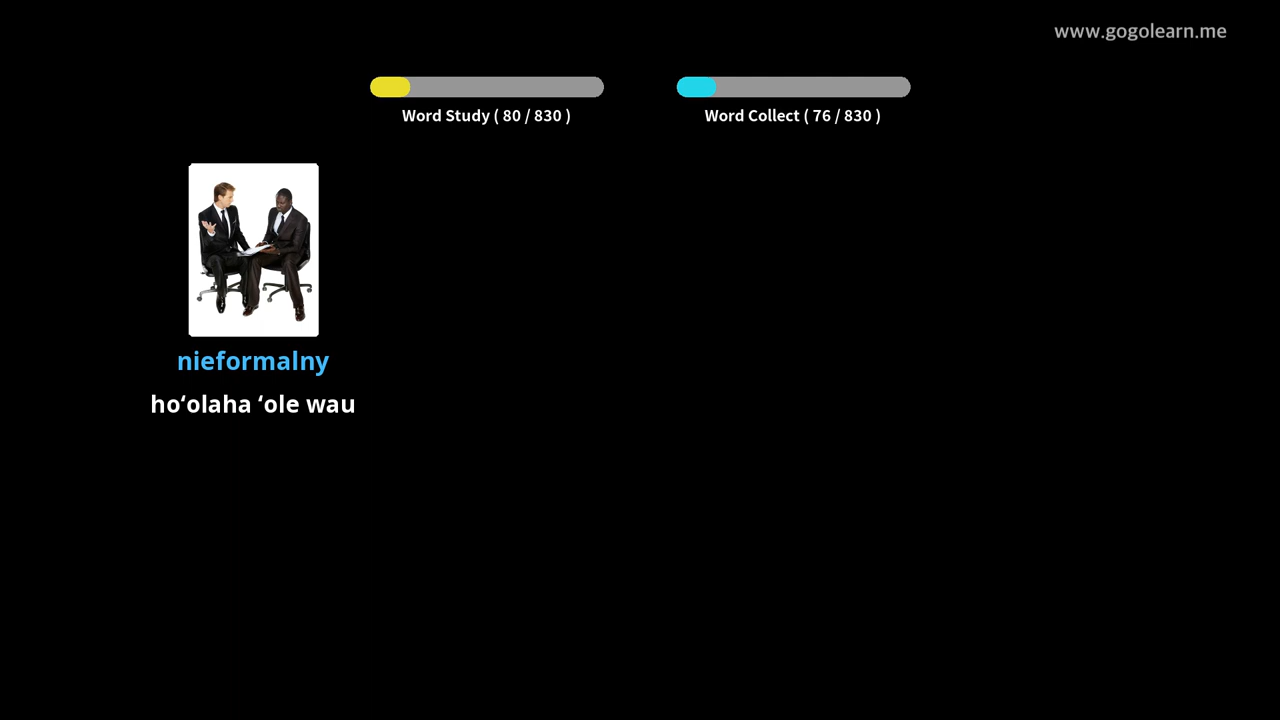 www.gogolearn.me
Word Study ( 80 / 830 )
Word Collect ( 76 / 830 )
nieformalny
hoʻolaha ʻole wau